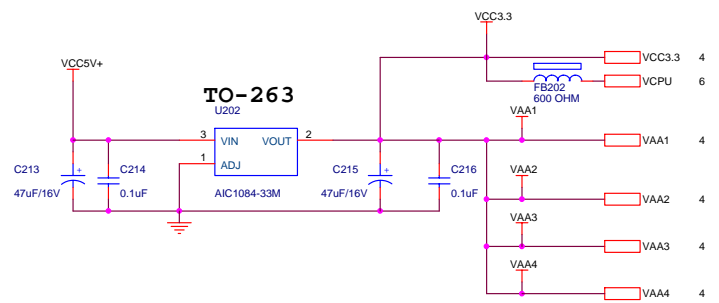 VCC3.3
VCC3.3 4
VCC5V+
VCPU 6
FB202
600 OHM
TO-263
U202
VAA1
3 VIN VOUT 2
VAA1 4
1 ADJ
VAA2
C213 + C214 C215 + C216
47uF/16V 0.1uF AIC1084-33M 47uF/16V 0.1uF
VAA2 4
VAA3
VAA3 4
VAA4
VAA4 4